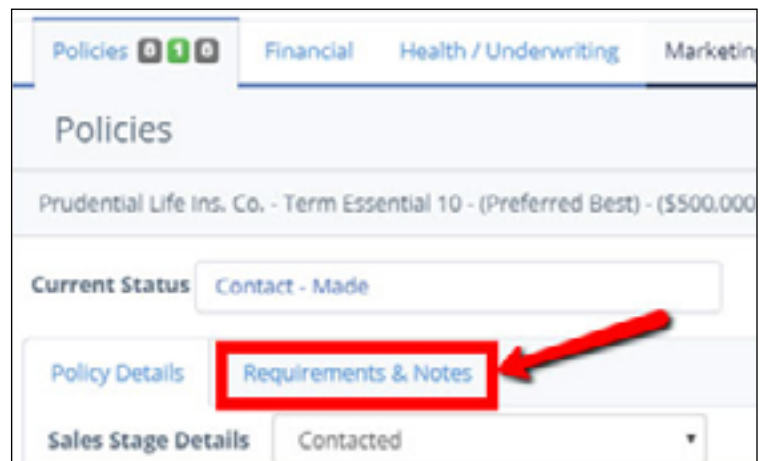 Policies 0 1 0 Financial Health / Underwriting Marketing
Policies
Prudential Life Ins. Co. - Term Essential 10 - (Preferred Best) - ($500,000
Current Status Contact - Made
Policy Details Requirements & Notes
Sales Stage Details Contacted